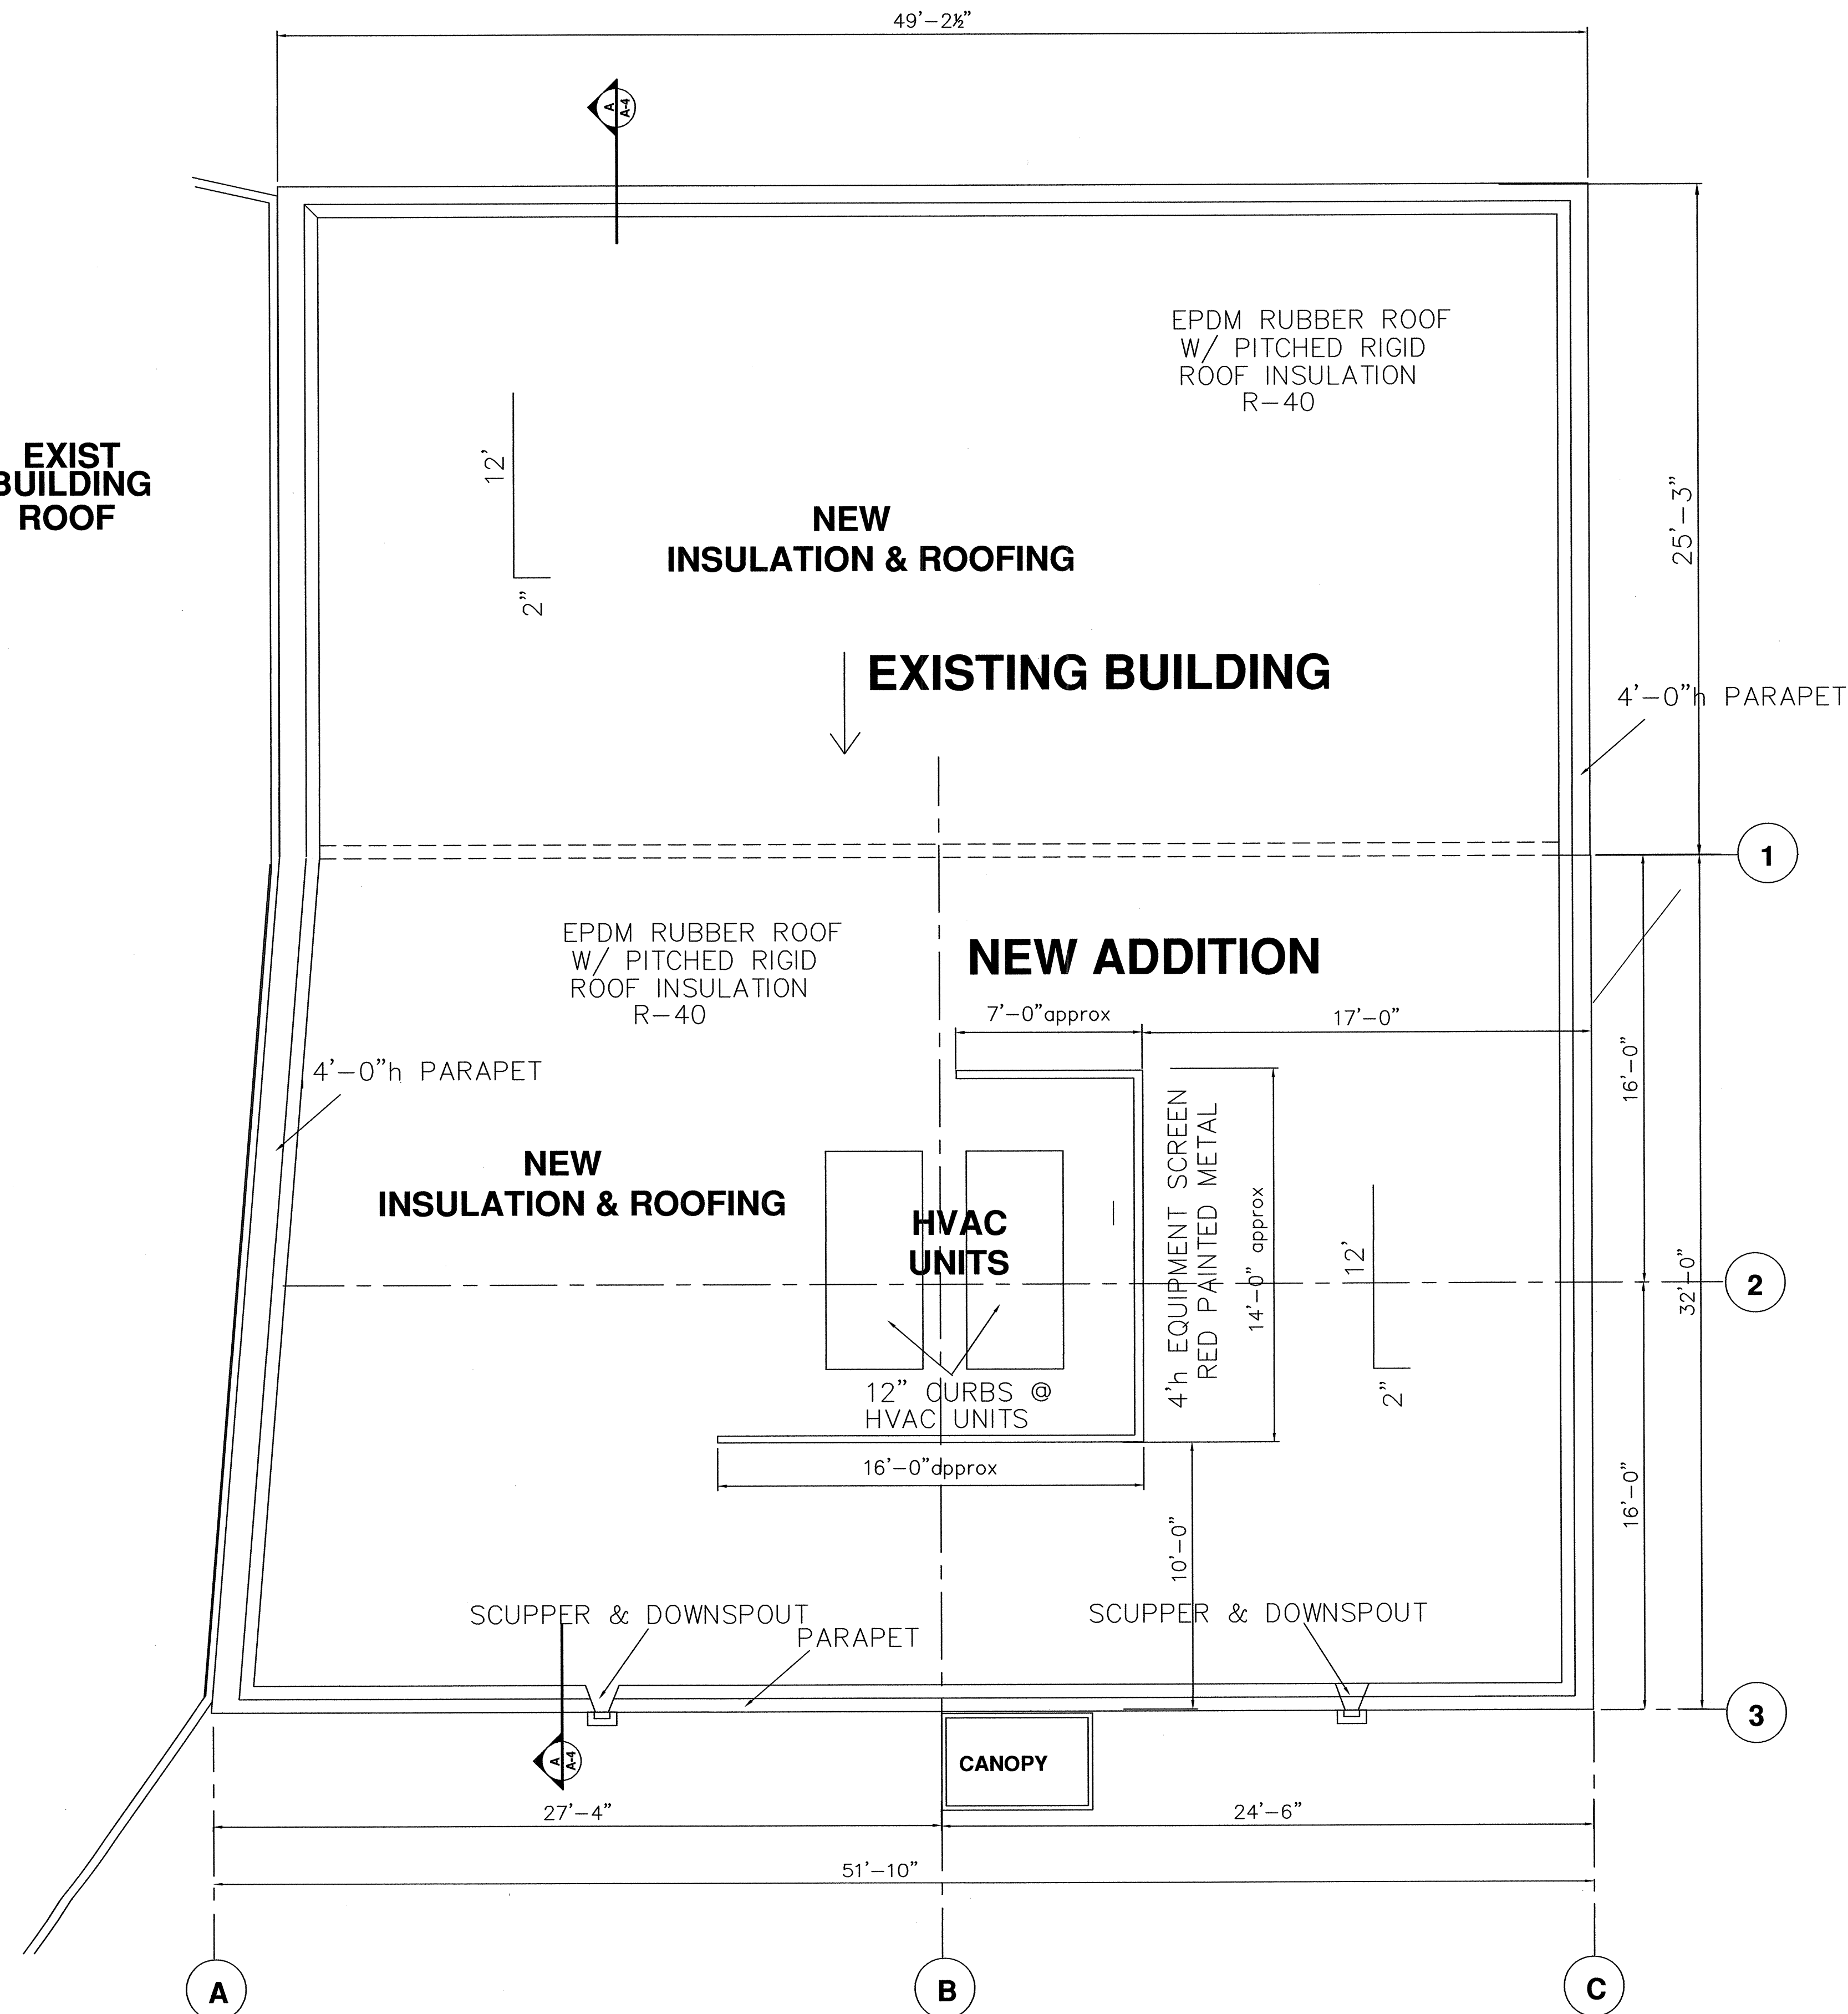 49'-2½"
A
A-4
EPDM RUBBER ROOF
W/ PITCHED RIGID
ROOF INSULATION
R-40
EXIST
BUILDING
ROOF
12'
2"
NEW
INSULATION & ROOFING
25'-3"
EXISTING BUILDING
4'-0"h PARAPET
1
EPDM RUBBER ROOF
W/ PITCHED RIGID
ROOF INSULATION
R-40
NEW ADDITION
7'-0"approx
17'-0"
16'-0"
4'-0"h PARAPET
NEW
INSULATION & ROOFING
HVAC
UNITS
4'h EQUIPMENT SCREEN
RED PAINTED METAL
14'-0" approx
12'
2"
32'-0"
2
12" CURBS @
HVAC UNITS
16'-0"approx
10'-0"
16'-0"
SCUPPER & DOWNSPOUT
PARAPET
SCUPPER & DOWNSPOUT
3
A
A-4
CANOPY
27'-4"
24'-6"
51'-10"
A
B
C